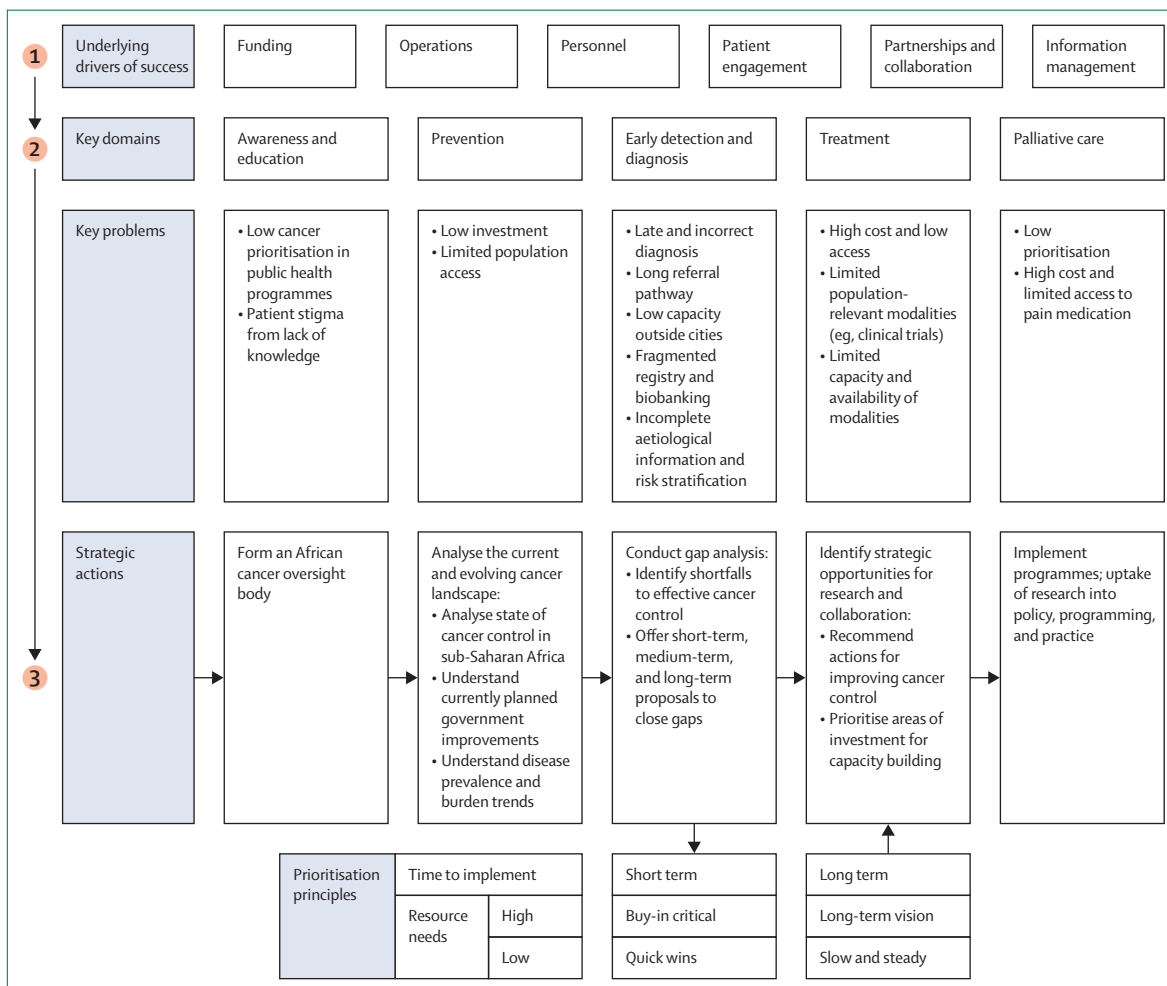 1
Underlying
drivers of success
Funding
Operations
Personnel
Patient
engagement
Partnerships and
collaboration
Information
management
2
Key domains
Awareness and
education
Prevention
Early detection and
diagnosis
Treatment
Palliative care
Key problems
• Low cancer
prioritisation in
public health
programmes
• Patient stigma
from lack of
knowledge
• Low investment
• Limited population
access
• Late and incorrect
diagnosis
• Long referral
pathway
• Low capacity
outside cities
• Fragmented
registry and
biobanking
• Incomplete
aetiological
information and
risk stratification
• High cost and low
access
• Limited
population-
relevant modalities
(eg, clinical trials)
• Limited
capacity and
availability of
modalities
• Low
prioritisation
• High cost and
limited access to
pain medication
3
Strategic
actions
Form an African
cancer oversight
body
Analyse the current
and evolving cancer
landscape:
• Analyse state of
cancer control in
sub-Saharan Africa
• Understand
currently planned
government
improvements
• Understand disease
prevalence and
burden trends
Conduct gap analysis:
• Identify shortfalls
to effective cancer
control
• Offer short-term,
medium-term,
and long-term
proposals to
close gaps
Identify strategic
opportunities for
research and
collaboration:
• Recommend
actions for
improving cancer
control
• Prioritise areas of
investment for
capacity building
Implement
programmes; uptake
of research into
policy, programming,
and practice
Prioritisation
principles
Time to implement
Short term
Long term
Resource
needs
High
Buy-in critical
Long-term vision
Low
Quick wins
Slow and steady